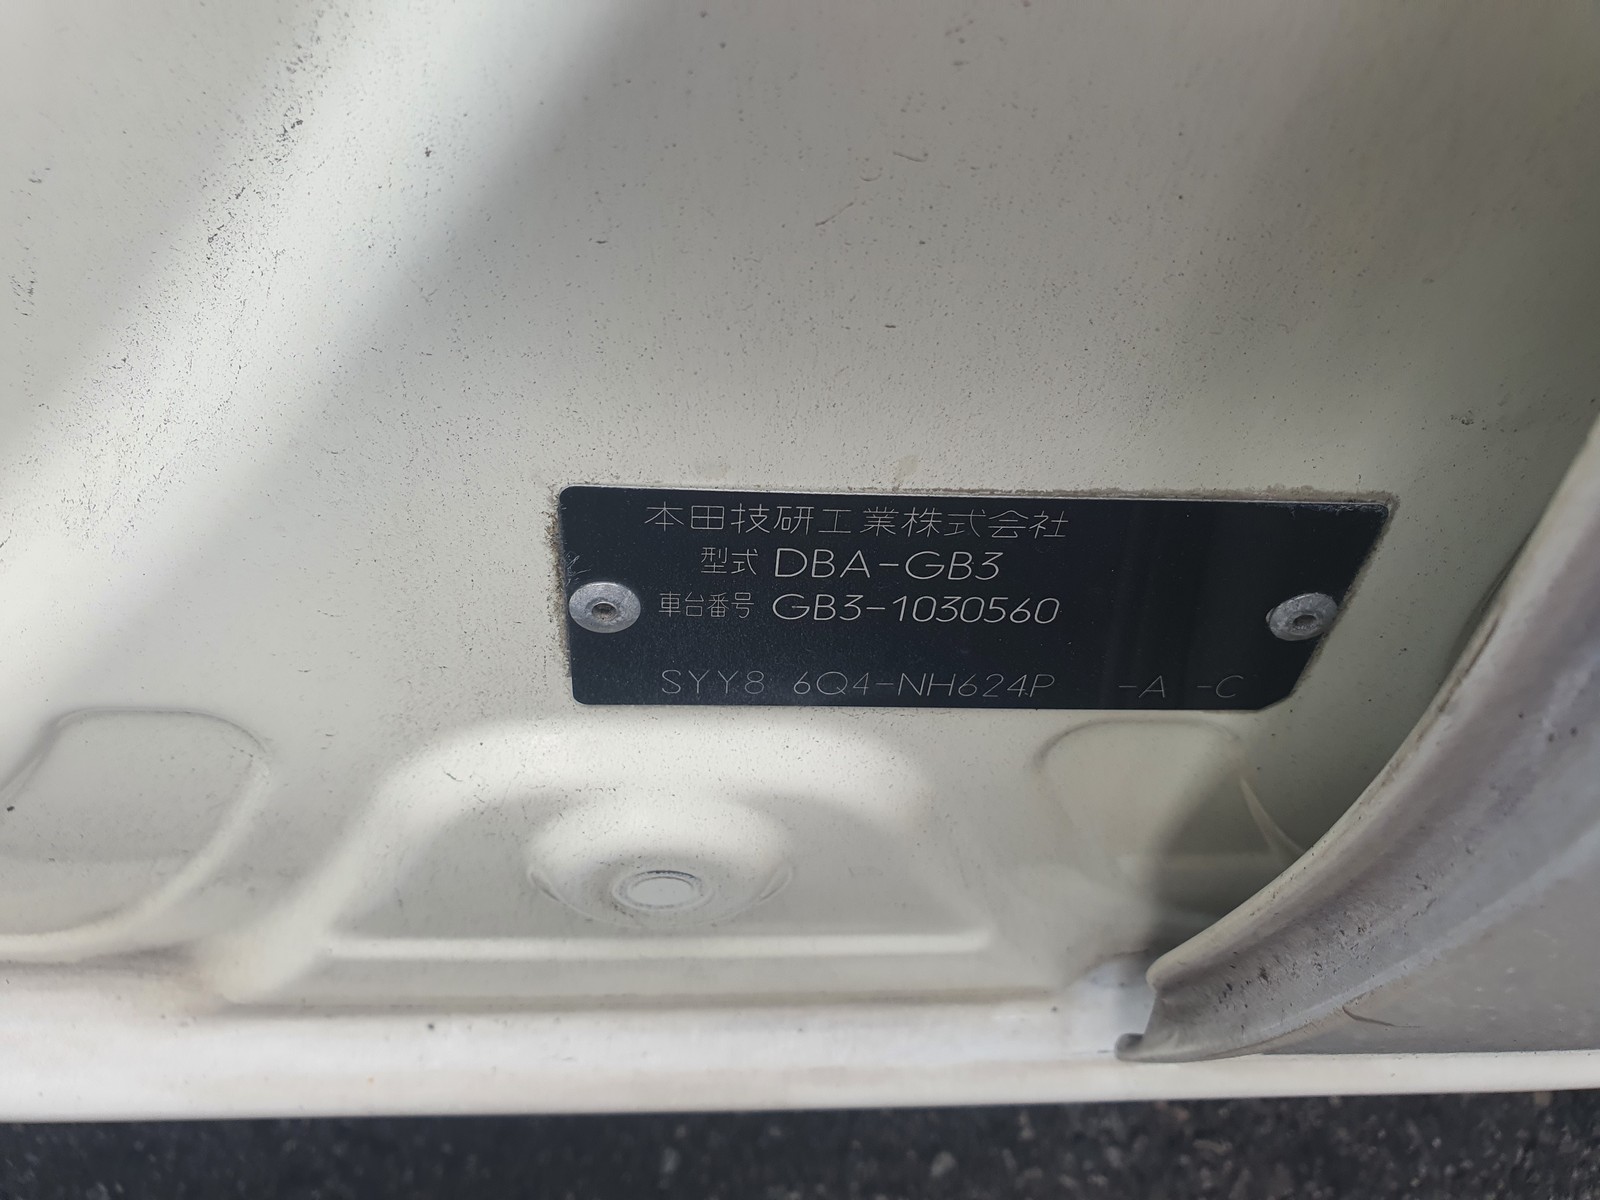 本田技研工業株式会社
型式 DBA-GB3
車台番号 GB3-1030560
SYY8 6Q4-NH624P -A -C